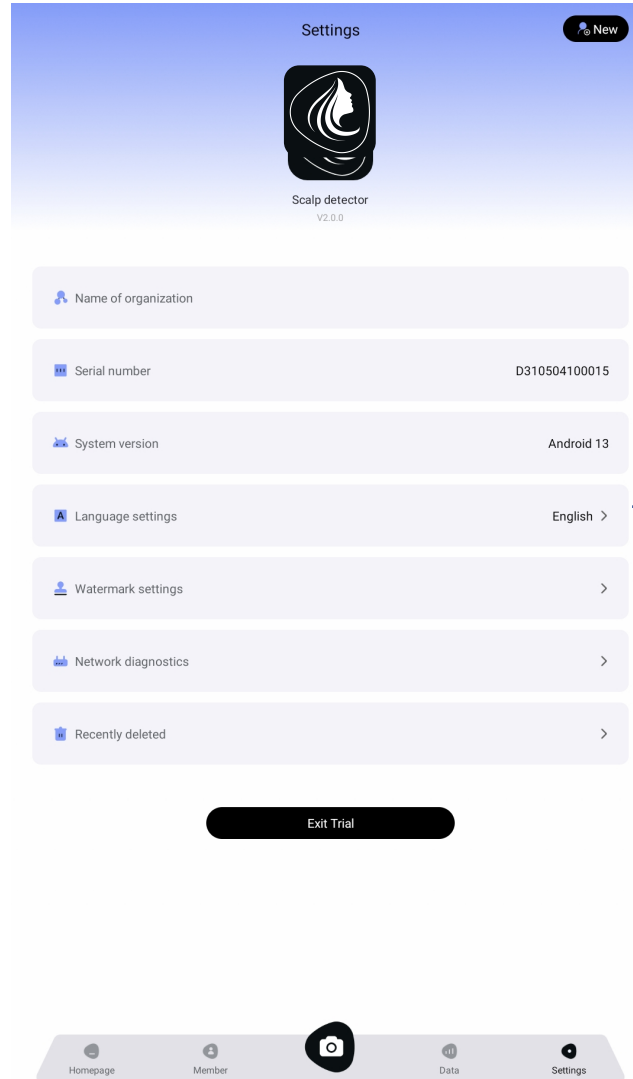 Settings
New
Scalp detector
V2.0.0
Name of organization
Serial number D310504100015
System version Android 13
A Language settings English
Watermark settings
Network diagnostics
Recently deleted
Exit Trial
Homepage Member Data Settings